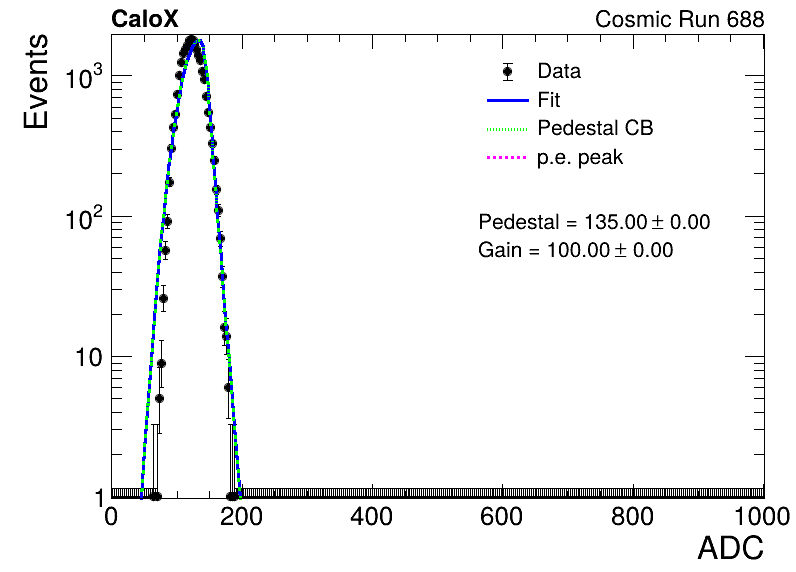 CaloX Cosmic Run 688
Events
Data
Fit
Pedestal CB
p.e. peak
Pedestal = 135.00 ± 0.00
Gain = 100.00 ± 0.00
10³
10²
10
1
0 200 400 600 800 1000
ADC